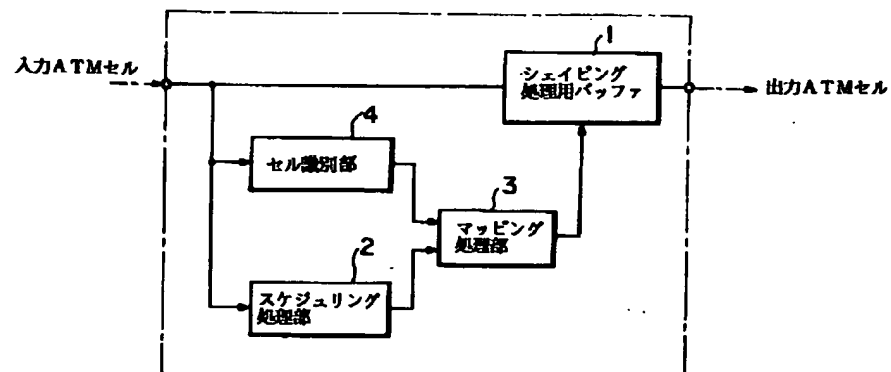 1
入力ATMセル
シェイピング
処理用バッファ
出力ATMセル
4
セル識別部
3
マッピング
処理部
2
スケジュリング
処理部